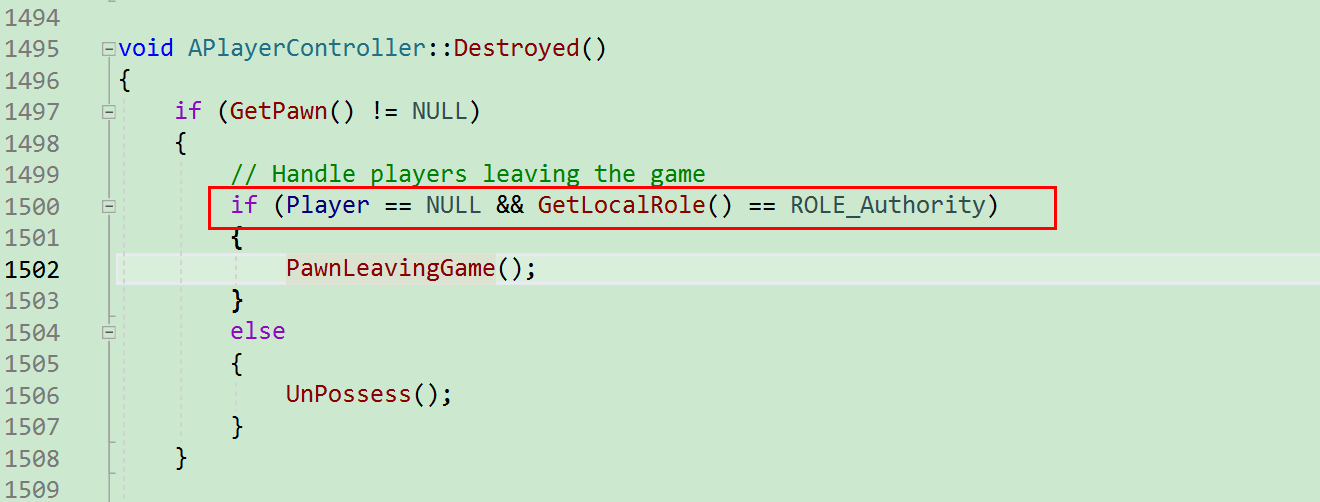 1494
1495 void APlayerController::Destroyed()
1496 {
1497 if (GetPawn() != NULL)
1498 {
1499 // Handle players leaving the game
1500 if (Player == NULL && GetLocalRole() == ROLE_Authority)
1501 {
1502 PawnLeavingGame();
1503 }
1504 else
1505 {
1506 UnPossess();
1507 }
1508 }
1509